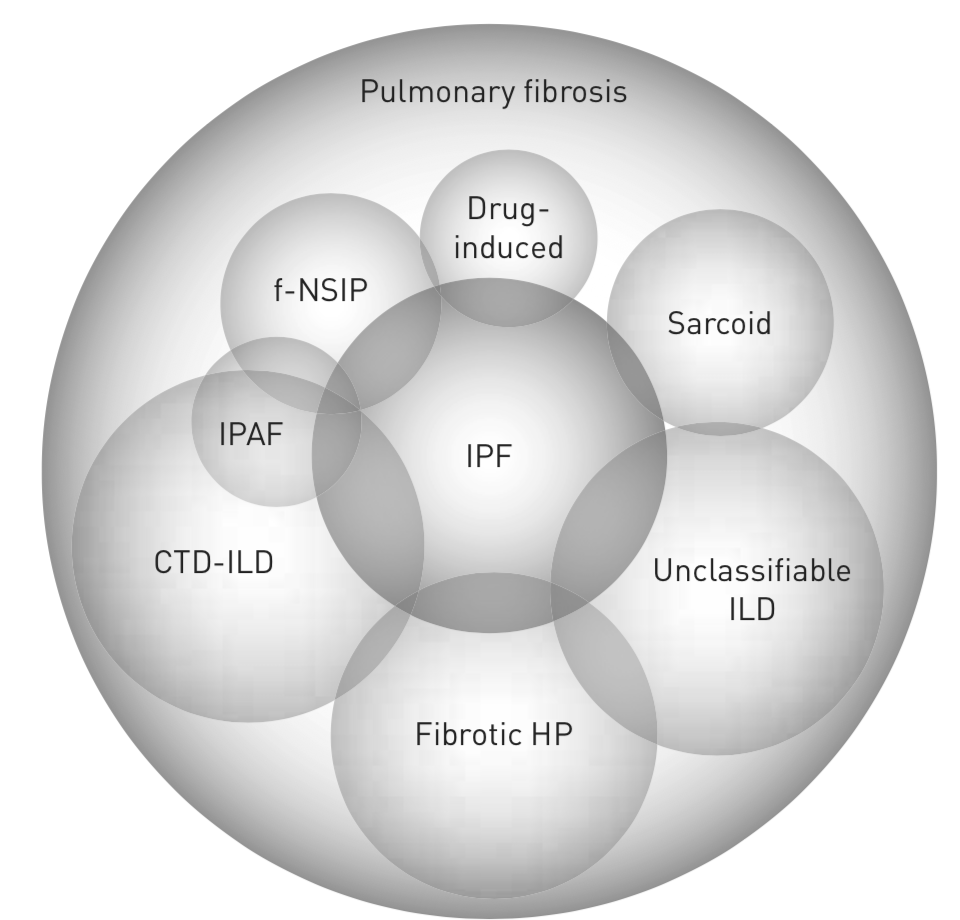 Pulmonary fibrosis
Drug-
induced
f-NSIP
Sarcoid
IPAF
IPF
CTD-ILD
Unclassifiable
ILD
Fibrotic HP